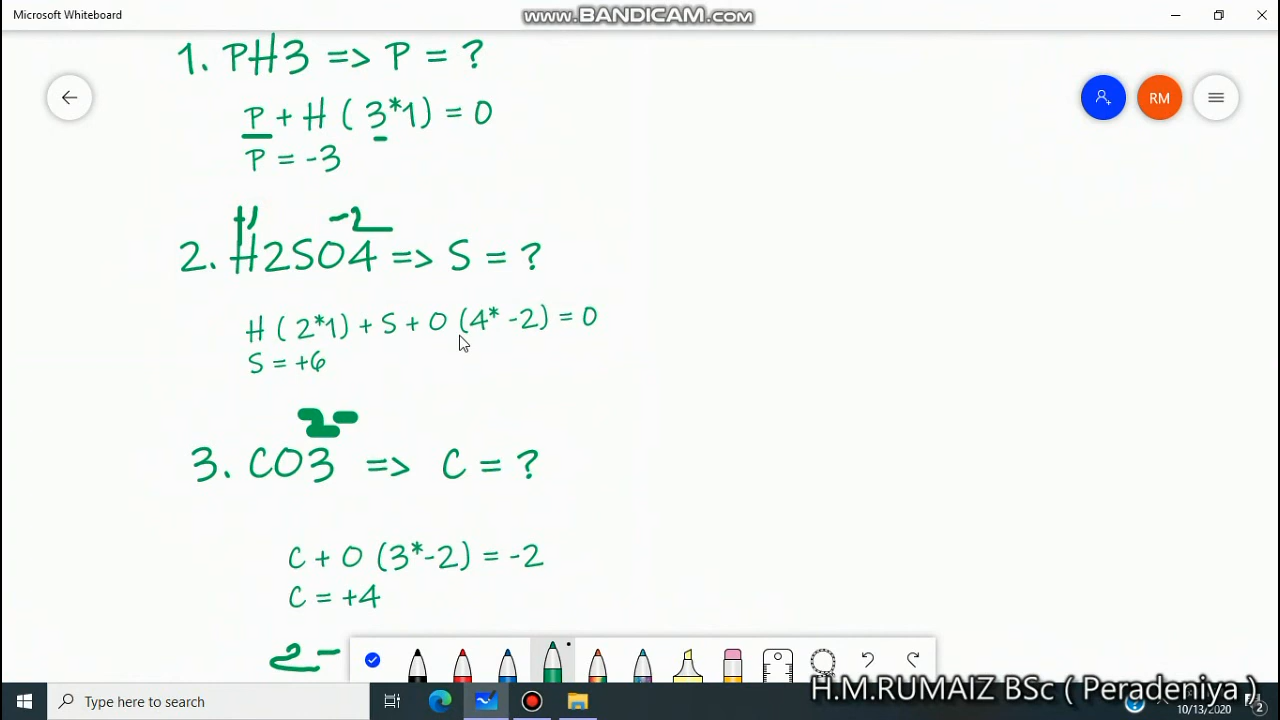 Microsoft Whiteboard
www.BANDICAM.com
1. PH3 => P = ?
P + H ( 3*1) = 0
P = -3
+1 -2
2. H2SO4 => S = ?
H ( 2*1) + S + O (4* -2) = 0
S = +6
2-
3. CO3 => C = ?
C + O (3*-2) = -2
C = +4
2-
RM
H.M.RUMAIZ BSc ( Peradeniya )
Type here to search
10/13/2020
2